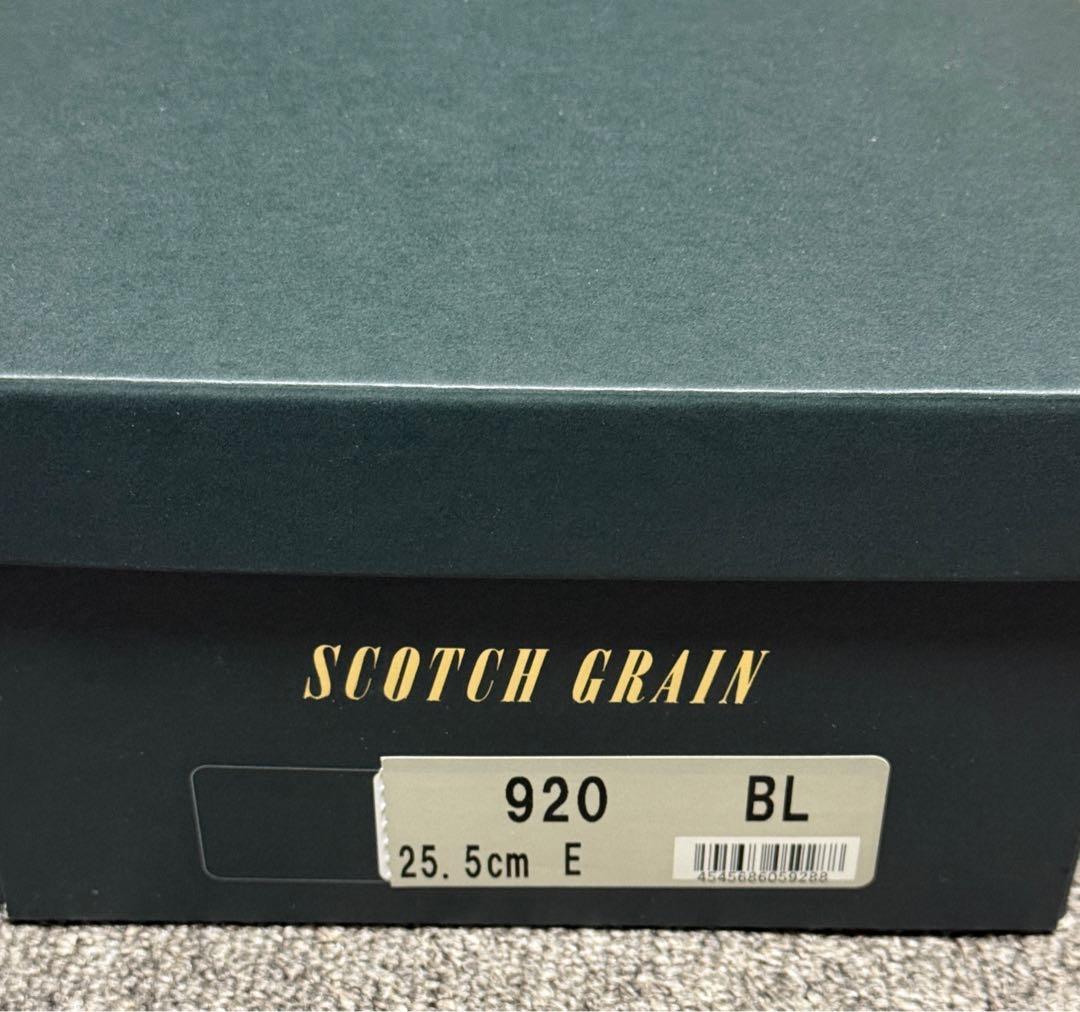 SCOTCH GRAIN
920 BL
25.5cm E
4545686059288